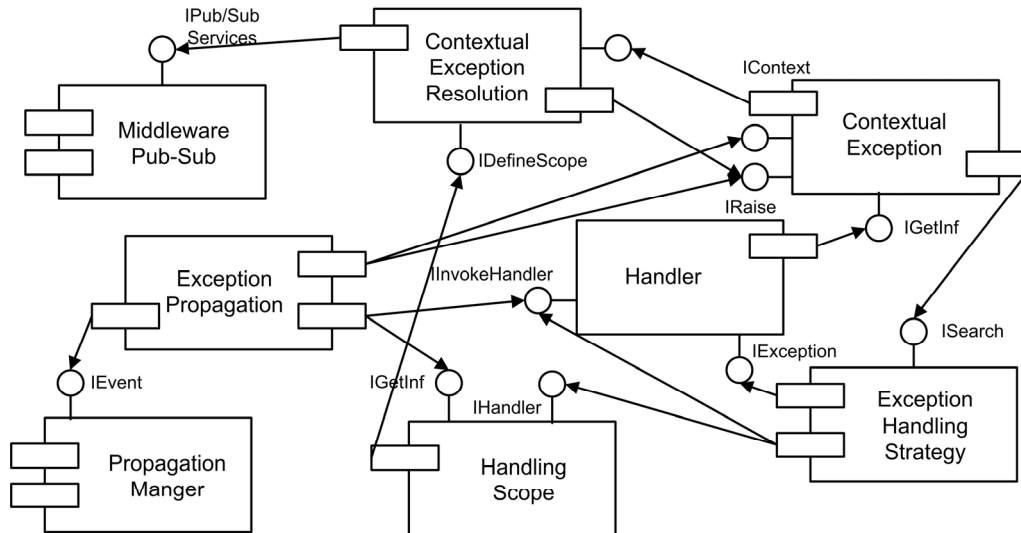 IPub/Sub
Services
Contextual
Exception
Resolution
IContext
Contextual
Exception
Middleware
Pub-Sub
IDefineScope
IRaise
IGetInf
Exception
Propagation
IInvokeHandler
Handler
ISearch
IException
IEvent
IGetInf
IHandler
Exception
Handling
Strategy
Propagation
Manger
Handling
Scope